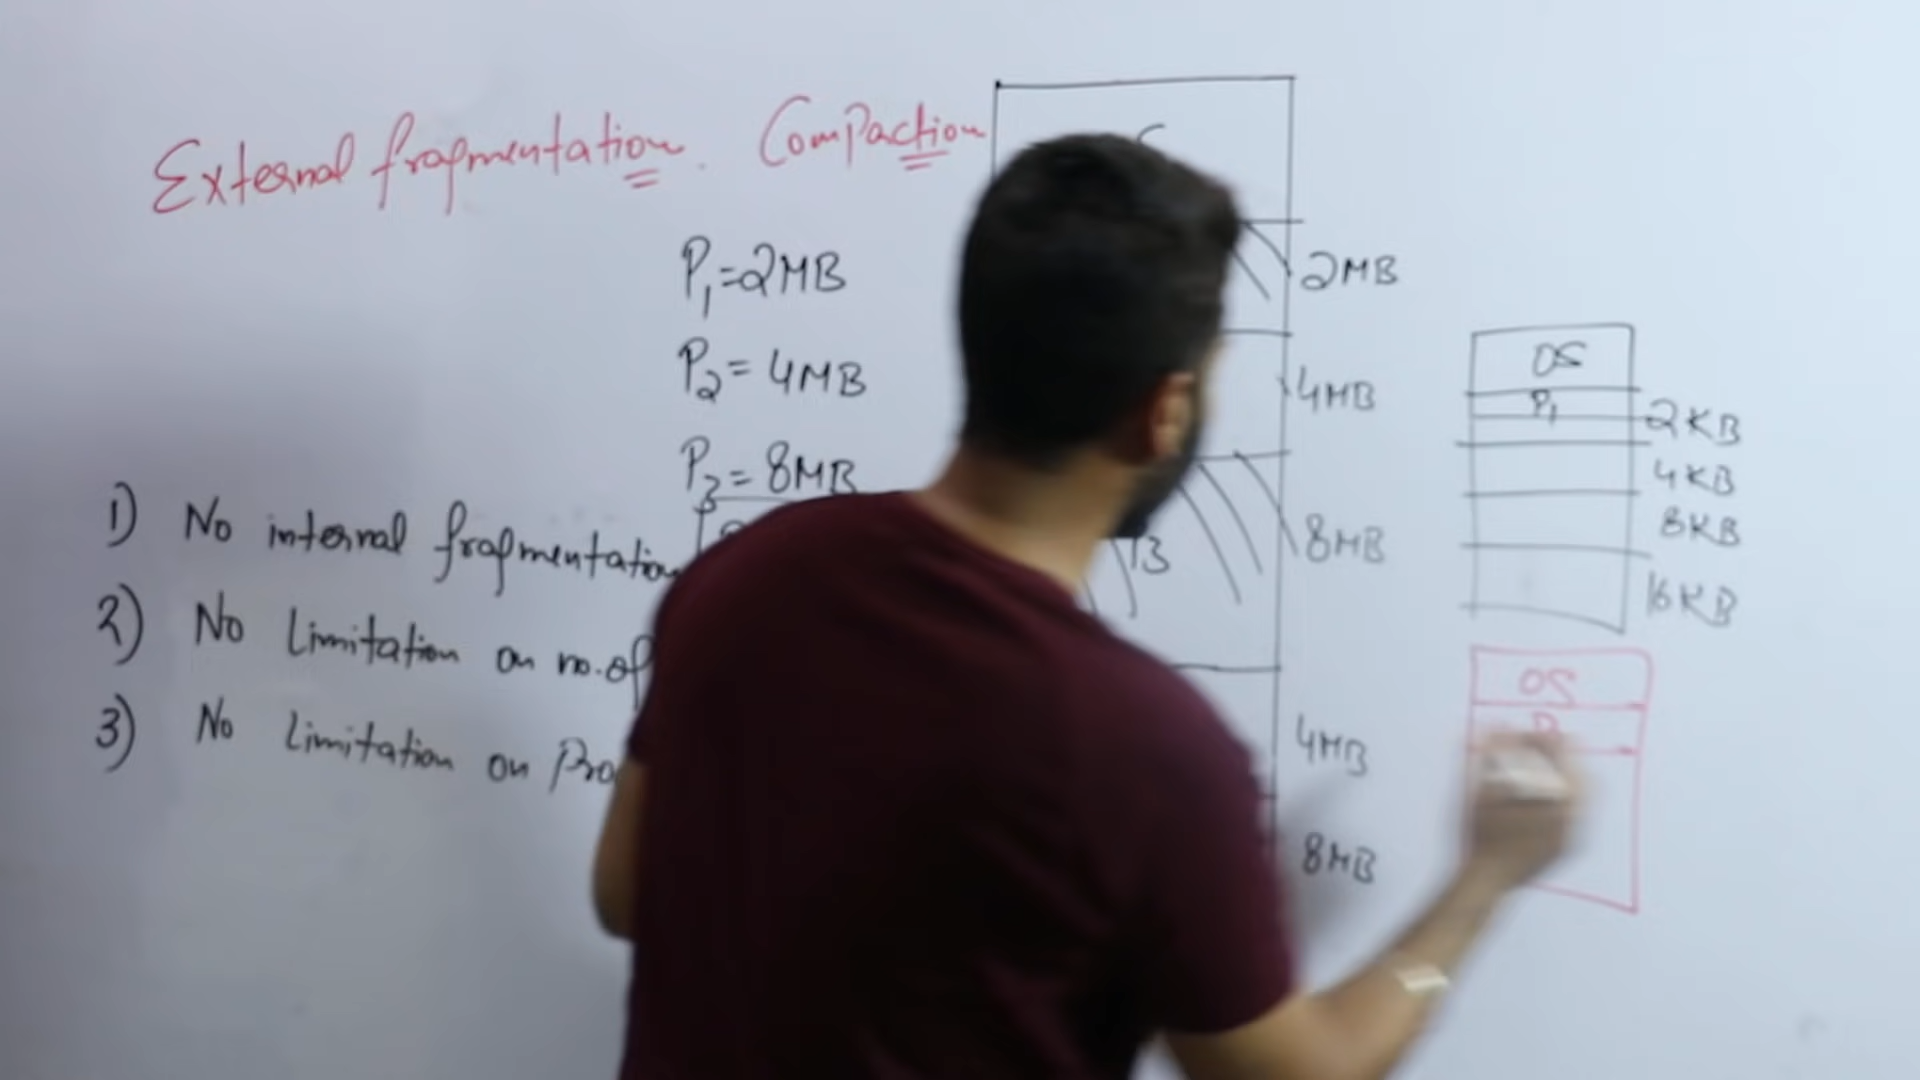 External fragmentation. Compaction
P1=2MB
P2= 4MB
P3= 8MB
1) No internal fragmentation
2) No Limitation on no.of
3) No Limitation on
2MB
4MB
8MB
4MB
8MB
OS
P1
2KB
4KB
8KB
16KB
OS